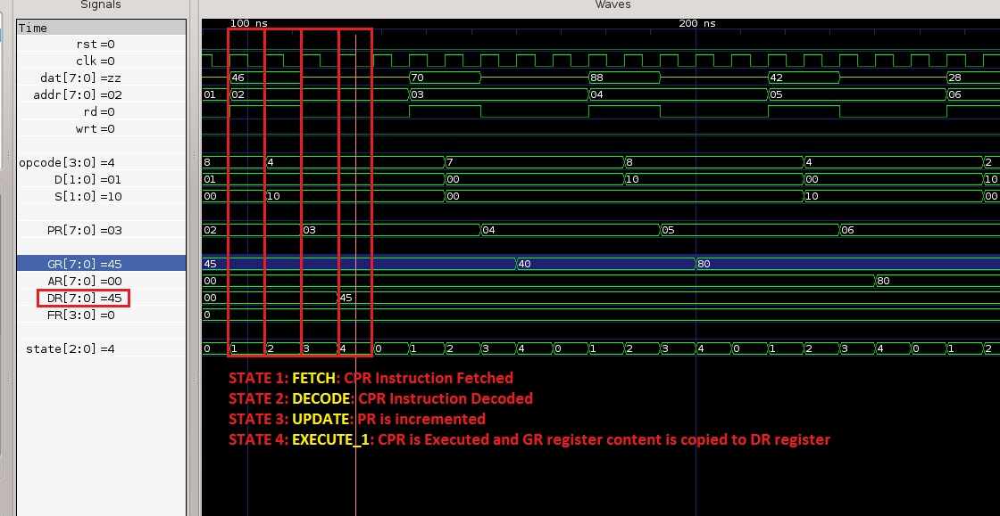 Signals
Waves
Time
100 ns
200 ns
rst=0
clk=0
dat[7:0]=zz
46
70
88
42
28
addr[7:0]=02
01
02
03
04
05
06
rd=0
wrt=0
opcode[3:0]=4
8
4
7
8
4
2
D[1:0]=01
01
00
10
00
10
S[1:0]=10
00
10
00
10
00
PR[7:0]=03
02
03
04
05
06
GR[7:0]=45
45
40
80
AR[7:0]=00
00
80
DR[7:0]=45
00
45
FR[3:0]=0
0
state[2:0]=4
0 1 2 3 4 0 1 2 3 4 0 1 2 3 4 0 1 2 3 4 0 1 2
STATE 1: FETCH: CPR Instruction Fetched
STATE 2: DECODE: CPR Instruction Decoded
STATE 3: UPDATE: PR is incremented
STATE 4: EXECUTE_1: CPR is Executed and GR register content is copied to DR register